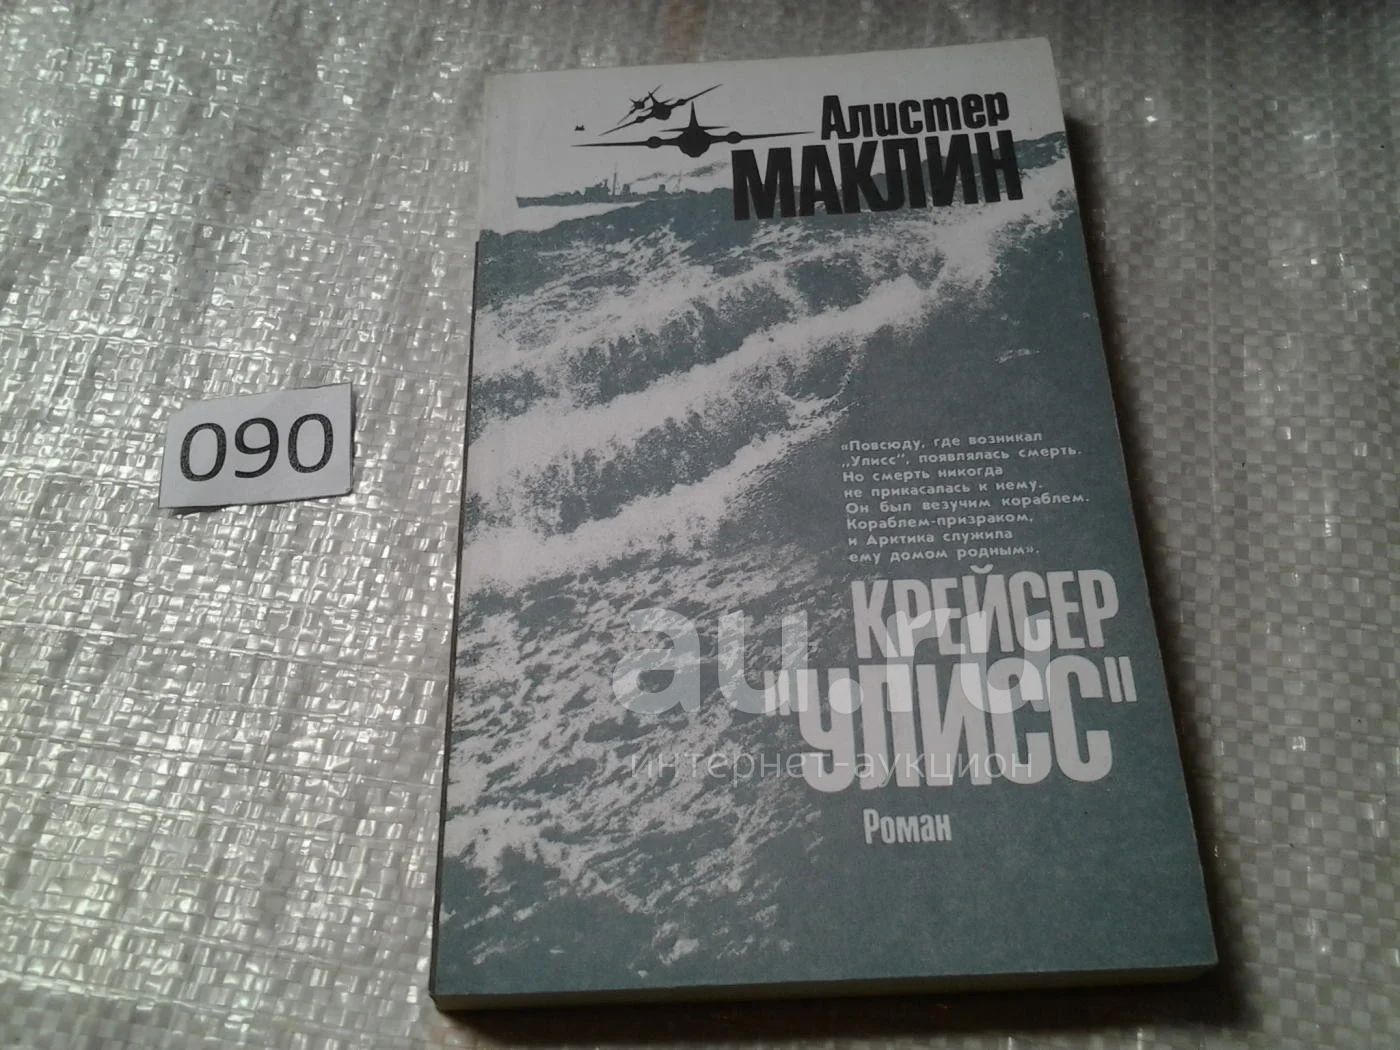 Алистер
МАКЛИН
090
«Повсюду, где возникал
„Улисс“, появлялась смерть.
Но смерть никогда
не прикасалась к нему.
Он был везучим кораблем.
Кораблем-призраком,
и Арктика служила
ему домом родным».
КРЕЙСЕР
"УЛИСС"
Роман
au.ru
интернет-аукцион